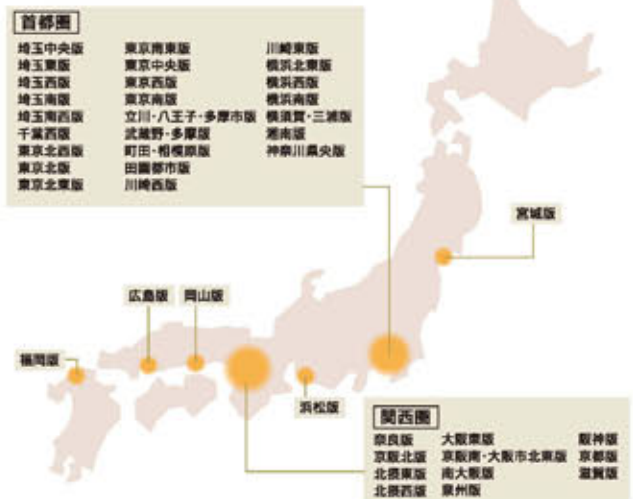 首都圏
埼玉中央版
埼玉東版
埼玉西版
埼玉南版
埼玉南西版
千葉西版
東京北西版
東京北版
東京北東版
東京南東版
東京中央版
東京西版
東京南版
立川・八王子・多摩市版
武蔵野・多摩版
町田・相模原版
田園都市版
川崎西版
川崎東版
横浜北東版
横浜西版
横浜南版
横須賀・三浦版
湘南版
神奈川県央版
宮城版
広島版
岡山版
福岡版
浜松版
関西圏
奈良版
京阪北版
北摂東版
北摂西版
大阪東版
京阪南・大阪市北東版
南大阪版
泉州版
阪神版
京都版
滋賀版